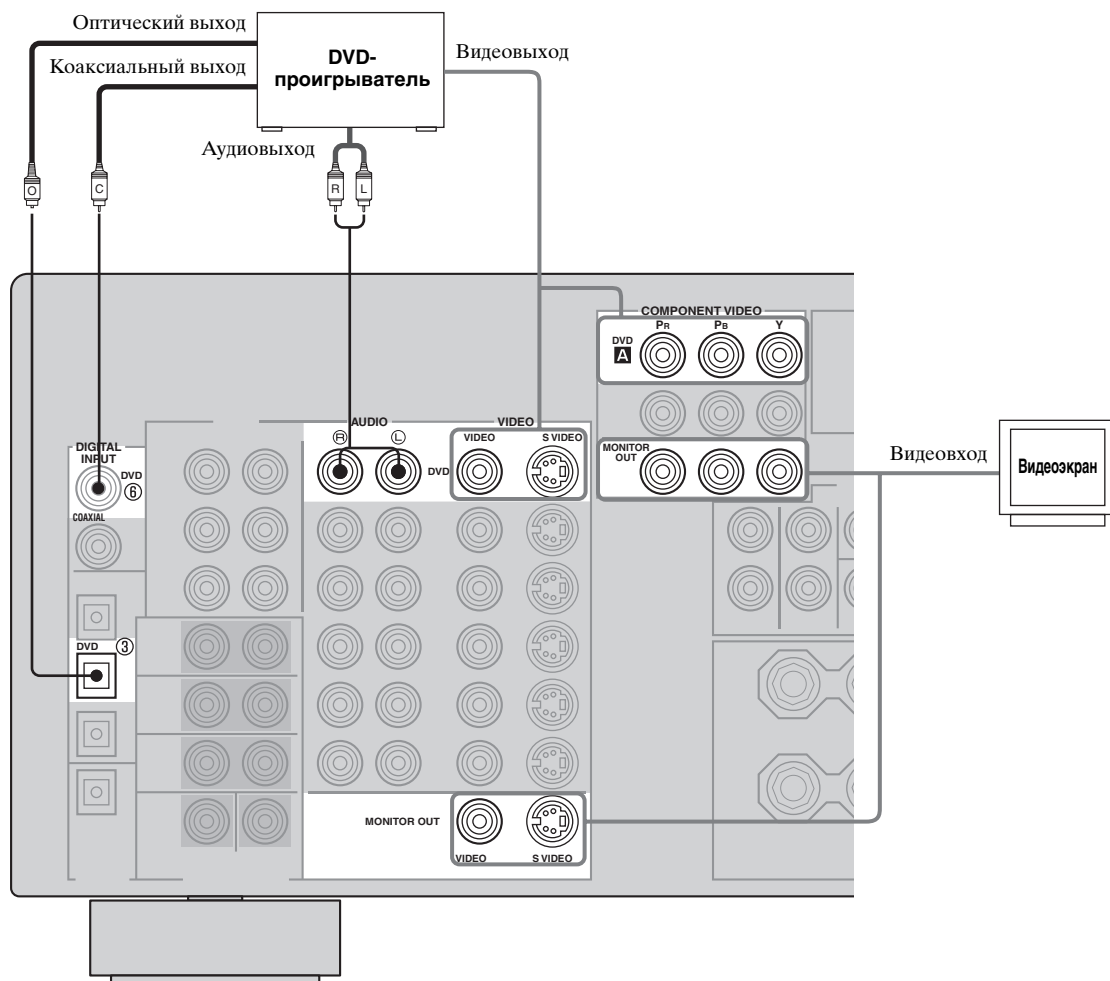 Оптический выход
Коаксиальный выход
DVD-
проигрыватель
Видеовыход
Аудиовыход
O
C
R
L
COMPONENT VIDEO
PR
PB
Y
DVD
A
AUDIO
VIDEO
R
L
VIDEO
S VIDEO
DVD
MONITOR
OUT
Видеовход
Видеоэкран
DIGITAL
INPUT
DVD
⑥
COAXIAL
DVD
③
MONITOR OUT
VIDEO
S VIDEO